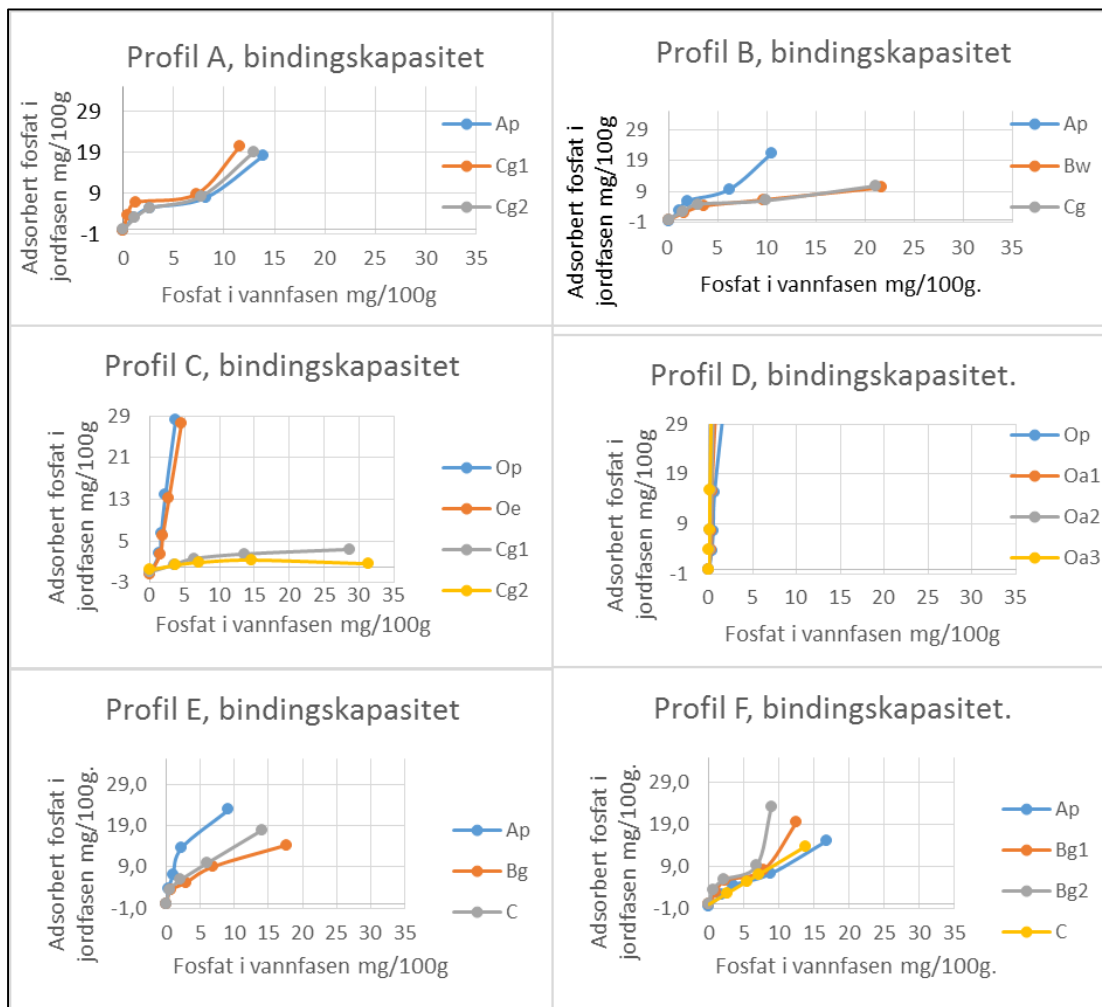 Profil A, bindingskapasitet
Adsorbert fosfat i
jordfasen mg/100g
29
19
9
-1
0 5 10 15 20 25 30 35
Fosfat i vannfasen mg/100g
Ap
Cg1
Cg2
Profil B, bindingskapasitet
Adsorbert fosfat i
jordfasen mg/100g
29
19
9
-1
0 5 10 15 20 25 30 35
Fosfat i vannfasen mg/100g.
Ap
Bw
Cg
Profil C, bindingskapasitet
Adsorbert fosfat i
jordfasen mg/100g
29
21
13
5
-3
0 5 10 15 20 25 30 35
Fosfat i vannfasen mg/100g
Op
Oe
Cg1
Cg2
Profil D, bindingskapasitet.
Adsorbert fosfat i
jordfasen mg/100g
29
19
9
-1
0 5 10 15 20 25 30 35
Fosfat i vannfasen mg/100g
Op
Oa1
Oa2
Oa3
Profil E, bindingskapasitet
Adsorbert fosfat i
jordfasen mg/100g.
29,0
19,0
9,0
-1,0
0 5 10 15 20 25 30 35
Fosfat i vannfasen mg/100g.
Ap
Bg
C
Profil F, bindingskapasitet.
Adsorbert fosfat i
jordfasen mg/100g.
29,0
19,0
9,0
-1,0
0 5 10 15 20 25 30 35
Fosfat i vannfasen mg/100g.
Ap
Bg1
Bg2
C